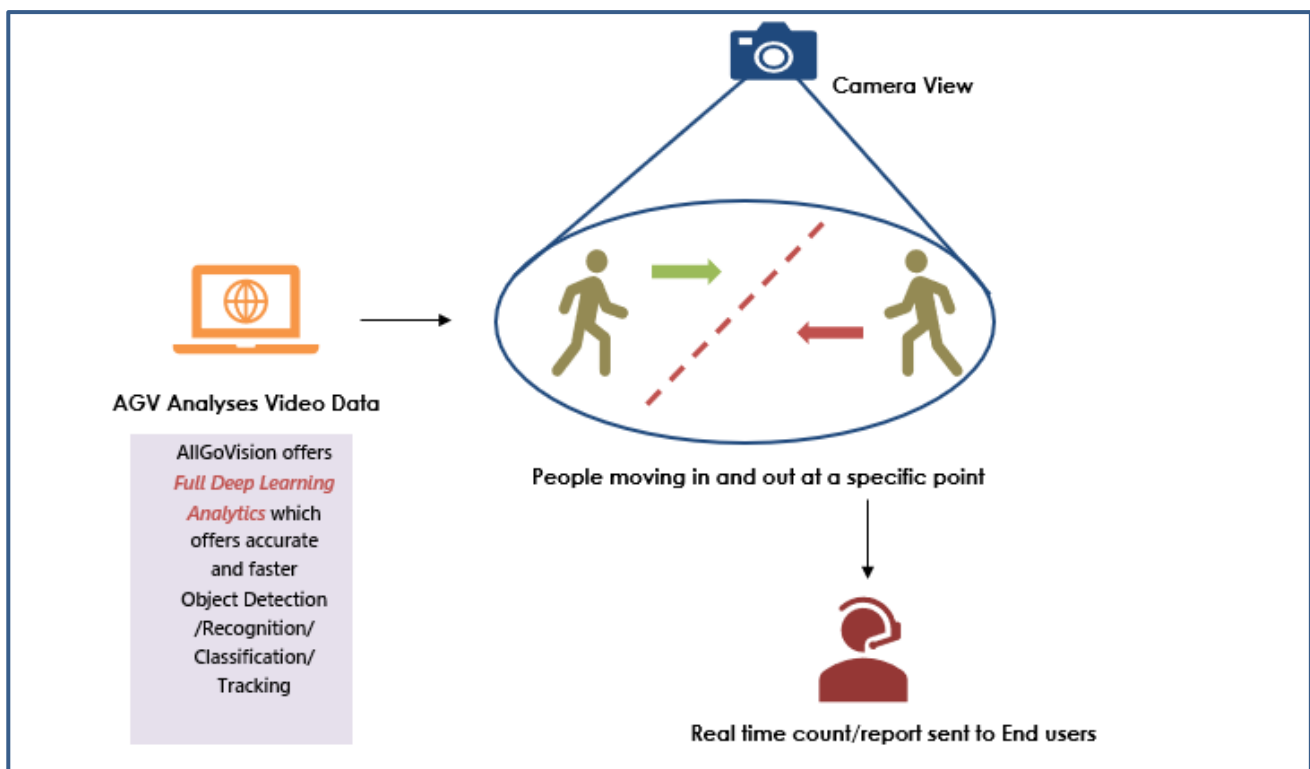 Camera View
AGV Analyses Video Data
AllGoVision offers
Full Deep Learning
Analytics which
offers accurate
and faster
Object Detection
/Recognition/
Classification/
Tracking
People moving in and out at a specific point
Real time count/report sent to End users